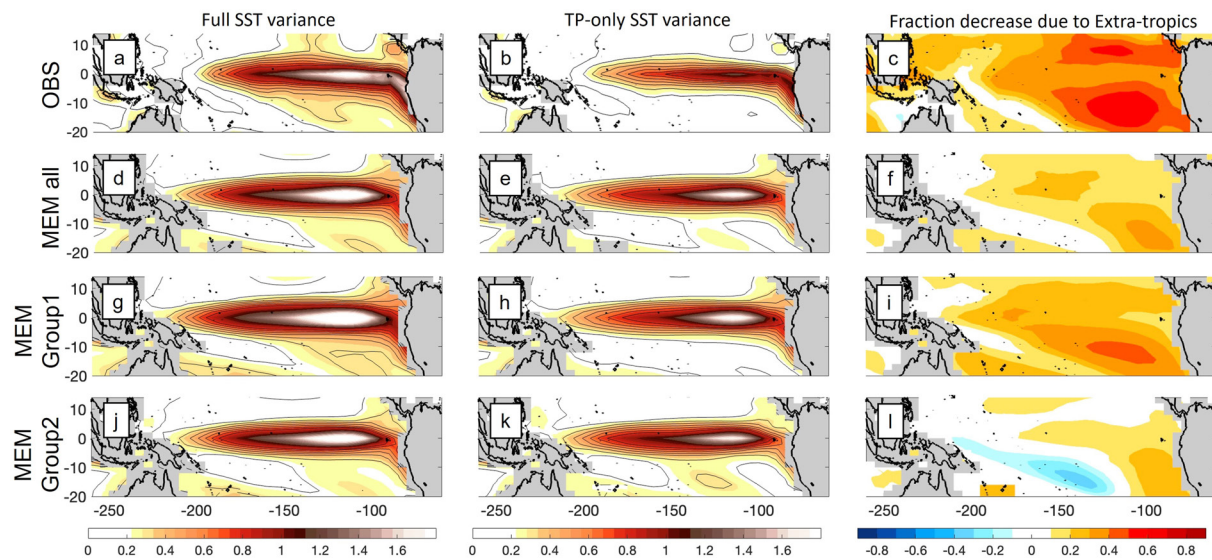 Full SST variance
TP-only SST variance
Fraction decrease due to Extra-tropics
OBS
10
0
-10
-20
a
b
c
MEM all
10
0
-10
-20
d
e
f
MEM
Group1
10
0
-10
-20
g
h
i
MEM
Group2
10
0
-10
-20
j
k
l
-250 -200 -150 -100
-250 -200 -150 -100
-250 -200 -150 -100
0 0.2 0.4 0.6 0.8 1 1.2 1.4 1.6
0 0.2 0.4 0.6 0.8 1 1.2 1.4 1.6
-0.8 -0.6 -0.4 -0.2 0 0.2 0.4 0.6 0.8